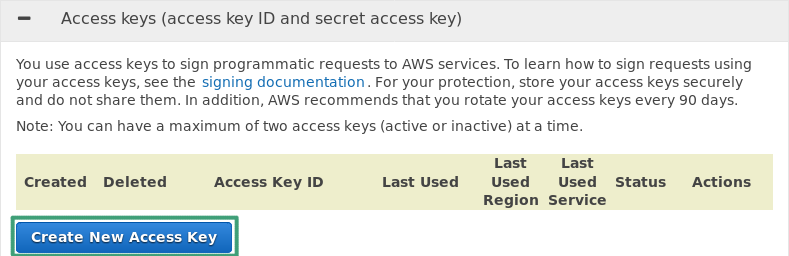 Access keys (access key ID and secret access key)
You use access keys to sign programmatic requests to AWS services. To learn how to sign requests using
your access keys, see the signing documentation. For your protection, store your access keys securely
and do not share them. In addition, AWS recommends that you rotate your access keys every 90 days.
Note: You can have a maximum of two access keys (active or inactive) at a time.
Created Deleted Access Key ID Last Used Last Used Region Last Used Service Status Actions
Create New Access Key